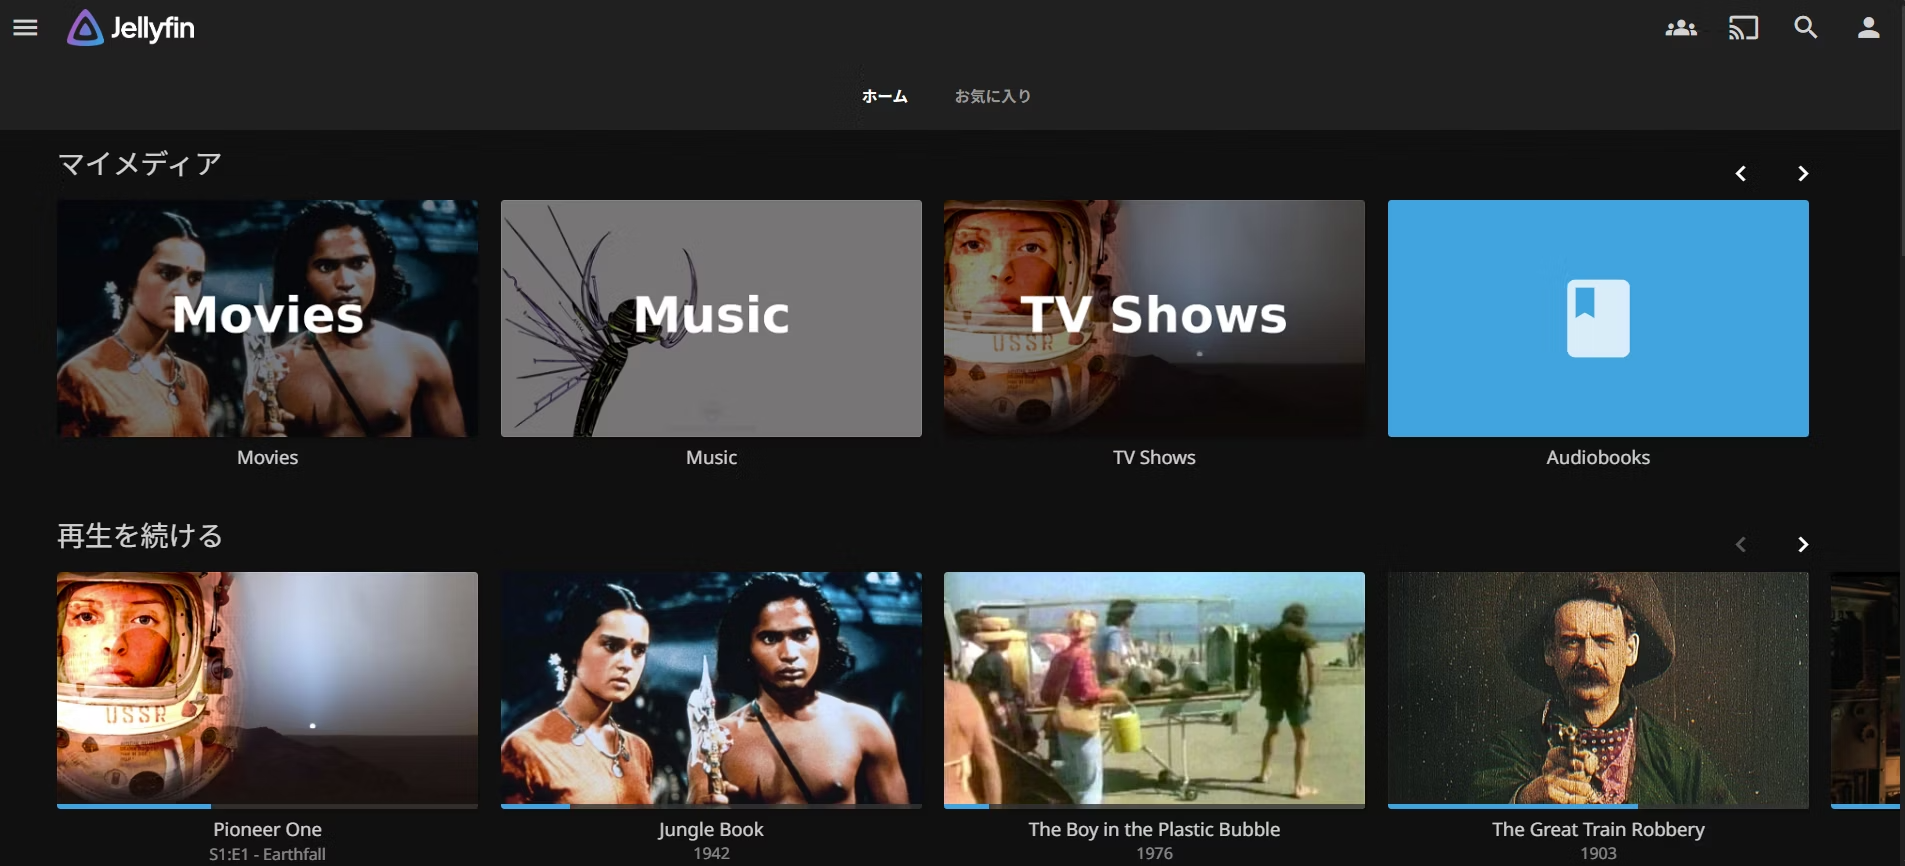 Jellyfin
ホーム
お気に入り
マイメディア
Movies
Music
TV Shows
USSR
Movies
Music
TV Shows
Audiobooks
再生を続ける
USSR
Pioneer One
S1:E1 - Earthfall
Jungle Book
1942
The Boy in the Plastic Bubble
1976
The Great Train Robbery
1903